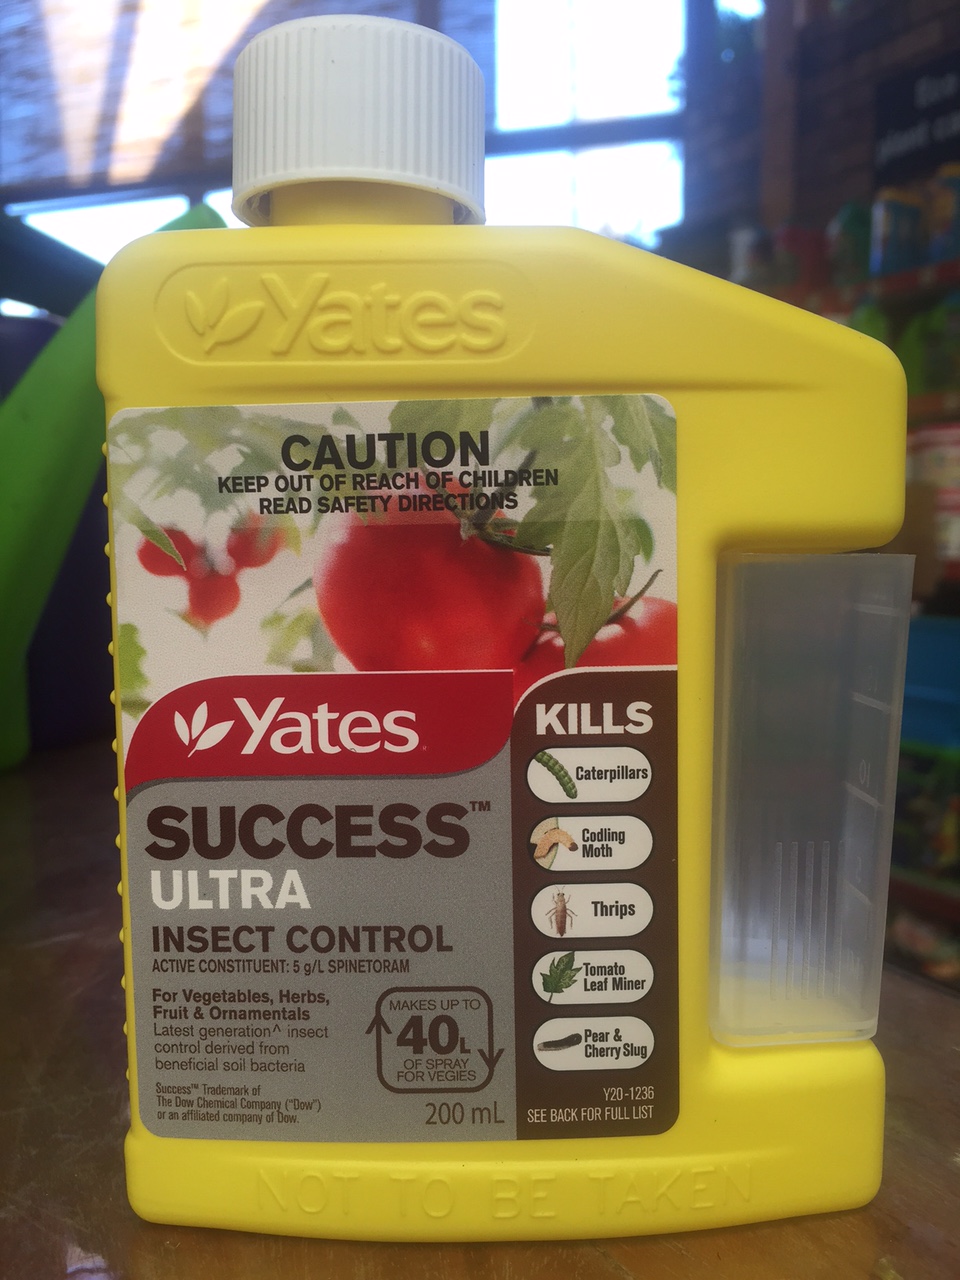 Yates
CAUTION
KEEP OUT OF REACH OF CHILDREN
READ SAFETY DIRECTIONS
Yates
SUCCESS™
ULTRA
INSECT CONTROL
ACTIVE CONSTITUENT: 5 g/L SPINETORAM
For Vegetables, Herbs,
Fruit & Ornamentals
Latest generation^ insect
control derived from
beneficial soil bacteria
Success™ Trademark of
The Dow Chemical Company ("Dow")
or an affiliated company of Dow.
MAKES UP TO
40L
OF SPRAY
FOR VEGIES
200 mL
KILLS
Caterpillars
Codling
Moth
Thrips
Tomato
Leaf Miner
Pear &
Cherry Slug
Y20-1236
SEE BACK FOR FULL LIST
10
NOT TO BE TAKEN